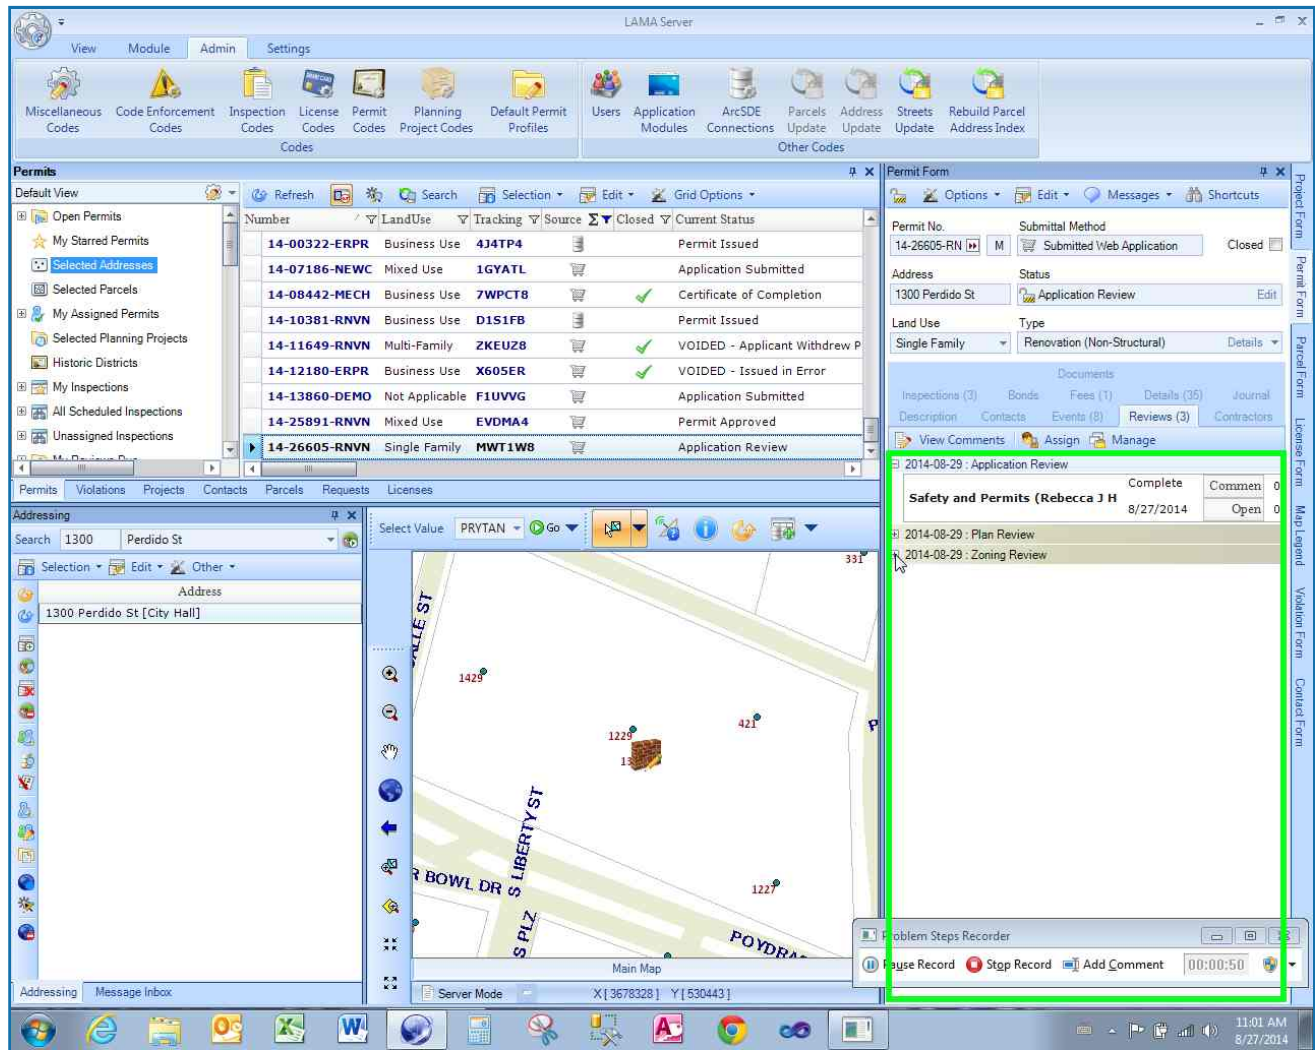 LAMA Server
View Module Admin Settings
Miscellaneous Codes
Code Enforcement Codes
Inspection Codes
License Codes
Permit Codes
Planning Project Codes
Default Permit Profiles
Users
Application Modules
ArcSDE Connections
Parcels Update
Address Update
Streets Update
Rebuild Parcel Address Index
Codes
Other Codes
Permits
Default View
Open Permits
My Starred Permits
Selected Addresses
Selected Parcels
My Assigned Permits
Selected Planning Projects
Historic Districts
My Inspections
All Scheduled Inspections
Unassigned Inspections
Refresh Search Selection Edit Grid Options
Number LandUse Tracking Source Σ Closed Current Status
14-00322-ERPR Business Use 4J4TP4 Permit Issued
14-07186-NEWC Mixed Use 1GYATL Application Submitted
14-08442-MECH Business Use 7WPCT8 Certificate of Completion
14-10381-RNVN Business Use D1S1FB Permit Issued
14-11649-RNVN Multi-Family ZKEUZ8 VOIDED - Applicant Withdrew P
14-12180-ERPR Business Use X605ER VOIDED - Issued in Error
14-13860-DEMO Not Applicable F1UVVG Application Submitted
14-25891-RNVN Mixed Use EVDMA4 Permit Approved
14-26605-RNVN Single Family MWT1W8 Application Review
Permits Violations Projects Contacts Parcels Requests Licenses
Permit Form
Options Edit Messages Shortcuts
Permit No. Submittal Method
14-26605-RN M Submitted Web Application Closed
Address Status
1300 Perdido St Application Review Edit
Land Use Type
Single Family Renovation (Non-Structural) Details
Documents
Inspections (3) Bonds Fees (1) Details (35) Journal
Description Contacts Events (8) Reviews (3) Contractors
View Comments Assign Manage
2014-08-29 : Application Review
Safety and Permits (Rebecca J H Complete Commen 0
8/27/2014 Open 0
2014-08-29 : Plan Review
2014-08-29 : Zoning Review
Project Form
Permit Form
Parcel Form
License Form
Map Legend
Violation Form
Contact Form
Addressing
Search 1300 Perdido St
Selection Edit Other
Address
1300 Perdido St [City Hall]
Addressing Message Inbox
Select Value PRYTAN Go
331
1429
1229
421
S LIBERTY ST
R BOWL DR
1227
S PLZ
POYDRA
Main Map
Server Mode X [ 3678328 ] Y [ 530443 ]
Problem Steps Recorder
Pause Record Stop Record Add Comment 00:00:50
11:01 AM
8/27/2014